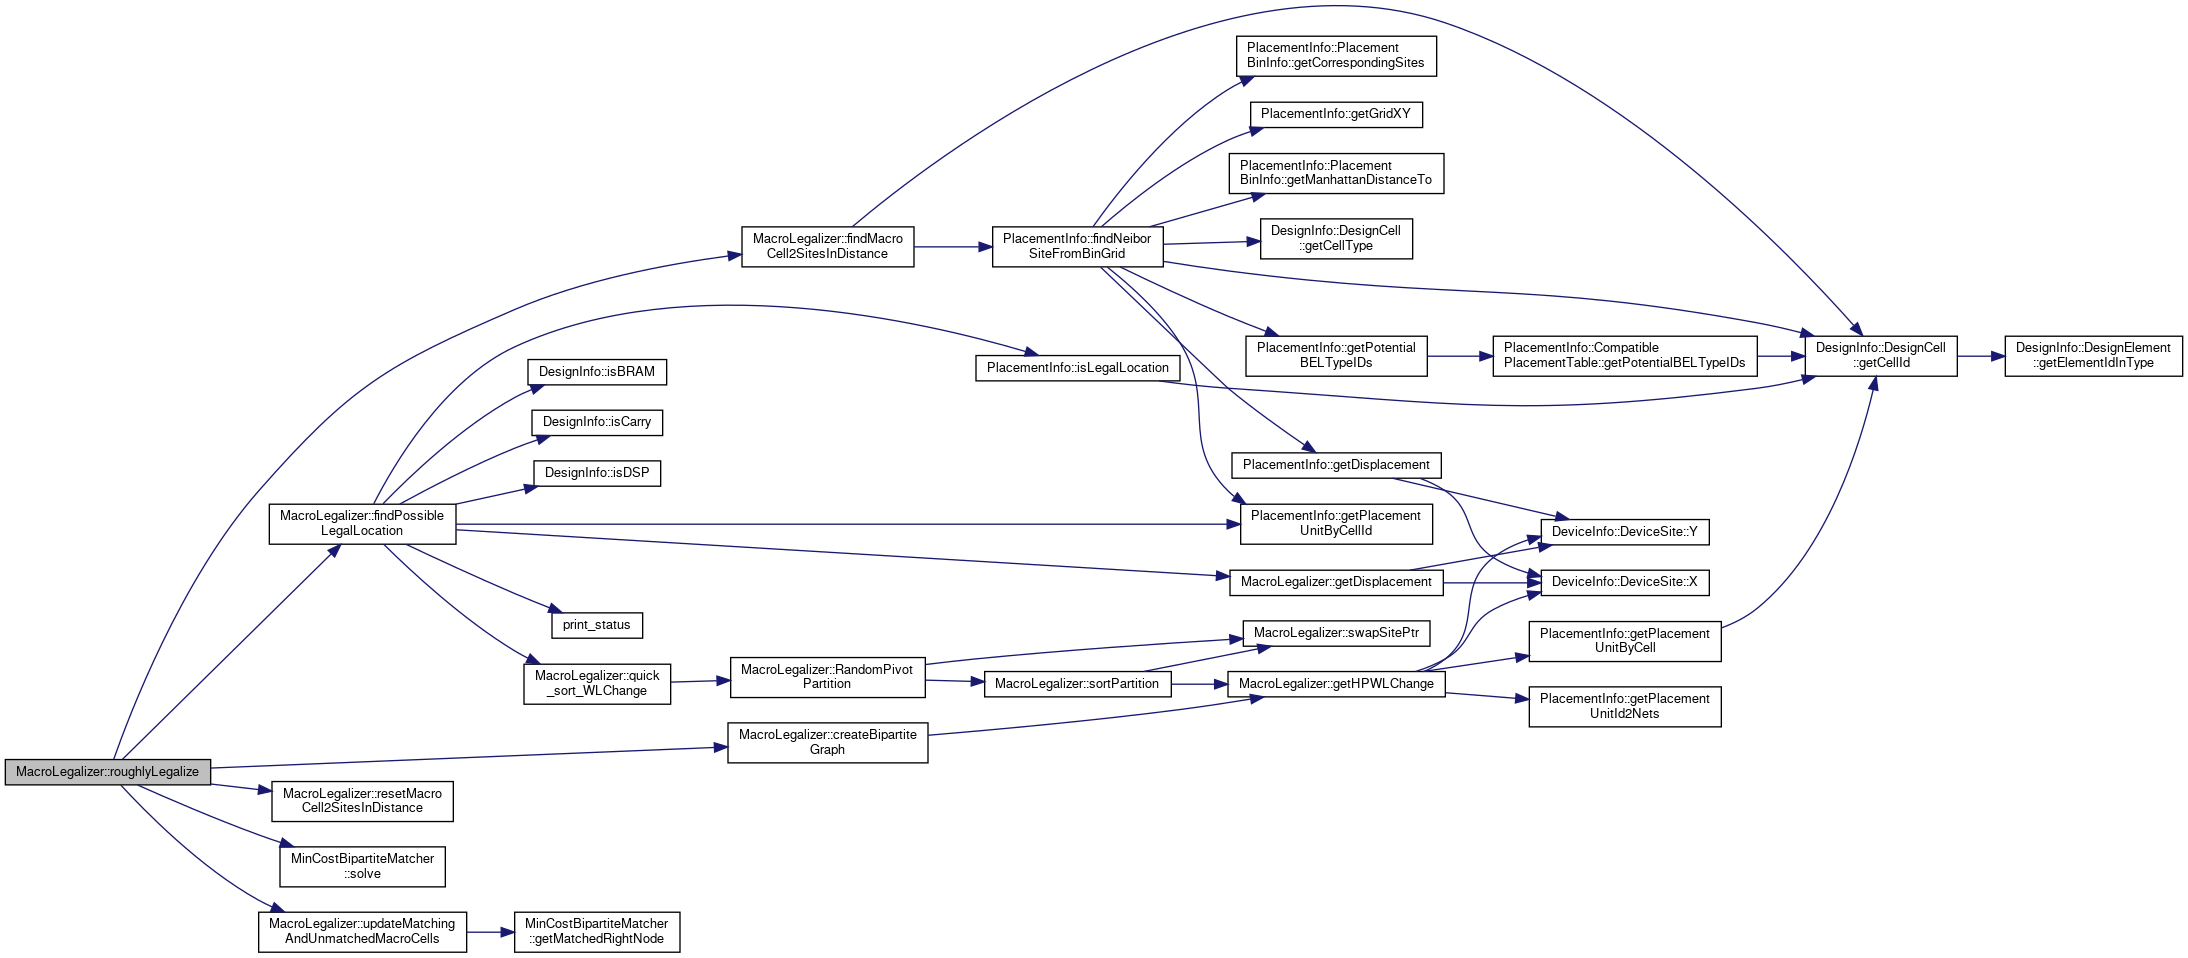 PlacementInfo::Placement
BinInfo::getCorrespondingSites
PlacementInfo::getGridXY
PlacementInfo::Placement
BinInfo::getManhattanDistanceTo
MacroLegalizer::findMacro
Cell2SitesInDistance
PlacementInfo::findNeibor
SiteFromBinGrid
DesignInfo::DesignCell
::getCellType
PlacementInfo::getPotential
BELTypeIDs
PlacementInfo::Compatible
PlacementTable::getPotentialBELTypeIDs
DesignInfo::DesignCell
::getCellId
DesignInfo::DesignElement
::getElementIdInType
DesignInfo::isBRAM
PlacementInfo::isLegalLocation
DesignInfo::isCarry
DesignInfo::isDSP
PlacementInfo::getDisplacement
MacroLegalizer::findPossible
LegalLocation
PlacementInfo::getPlacement
UnitByCellId
DeviceInfo::DeviceSite::Y
MacroLegalizer::getDisplacement
DeviceInfo::DeviceSite::X
print_status
MacroLegalizer::swapSitePtr
PlacementInfo::getPlacement
UnitByCell
MacroLegalizer::quick
_sort_WLChange
MacroLegalizer::RandomPivot
Partition
MacroLegalizer::sortPartition
MacroLegalizer::getHPWLChange
PlacementInfo::getPlacement
UnitId2Nets
MacroLegalizer::createBipartite
Graph
MacroLegalizer::roughlyLegalize
MacroLegalizer::resetMacro
Cell2SitesInDistance
MinCostBipartiteMatcher
::solve
MacroLegalizer::updateMatching
AndUnmatchedMacroCells
MinCostBipartiteMatcher
::getMatchedRightNode